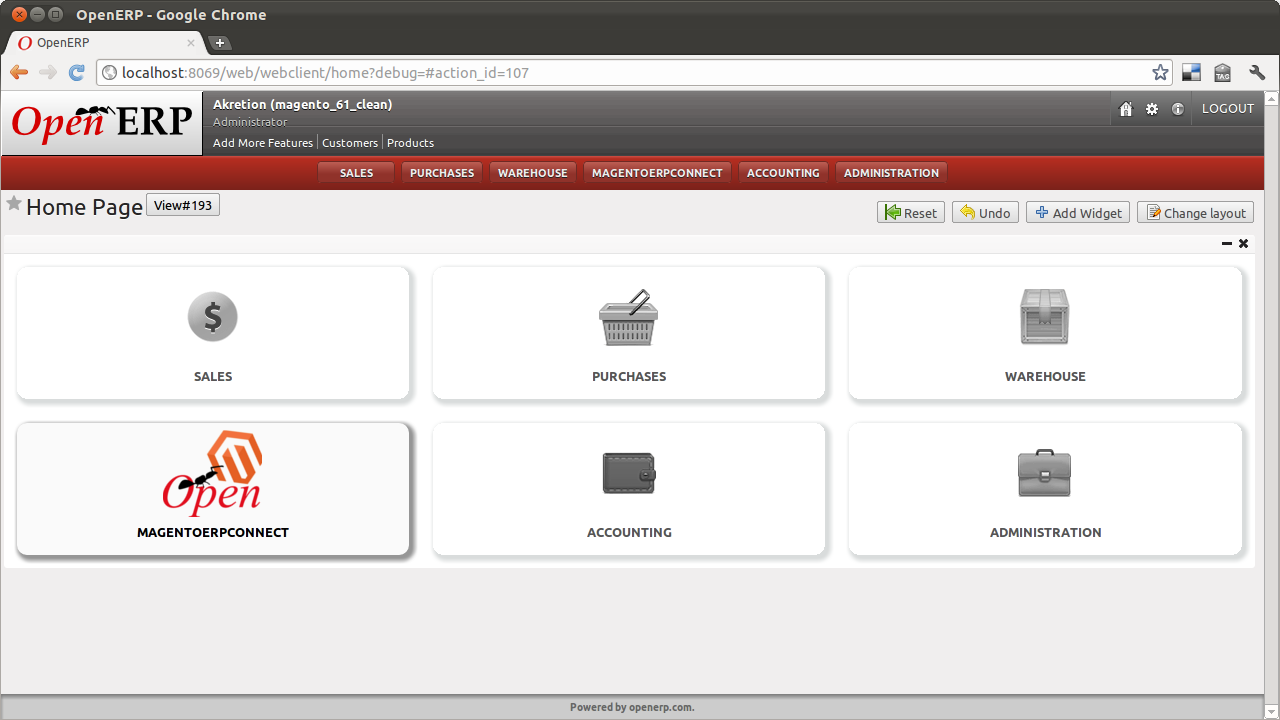 OpenERP - Google Chrome
OpenERP
localhost:8069/web/webclient/home?debug=#action_id=107
TAG
Open ERP
Akretion (magento_61_clean)
Administrator
LOGOUT
Add More Features Customers Products
SALES PURCHASES WAREHOUSE MAGENTOERPCONNECT ACCOUNTING ADMINISTRATION
Home Page View#193
Reset Undo Add Widget Change layout
$
SALES PURCHASES WAREHOUSE
Open
MAGENTOERPCONNECT ACCOUNTING ADMINISTRATION
Powered by openerp.com.